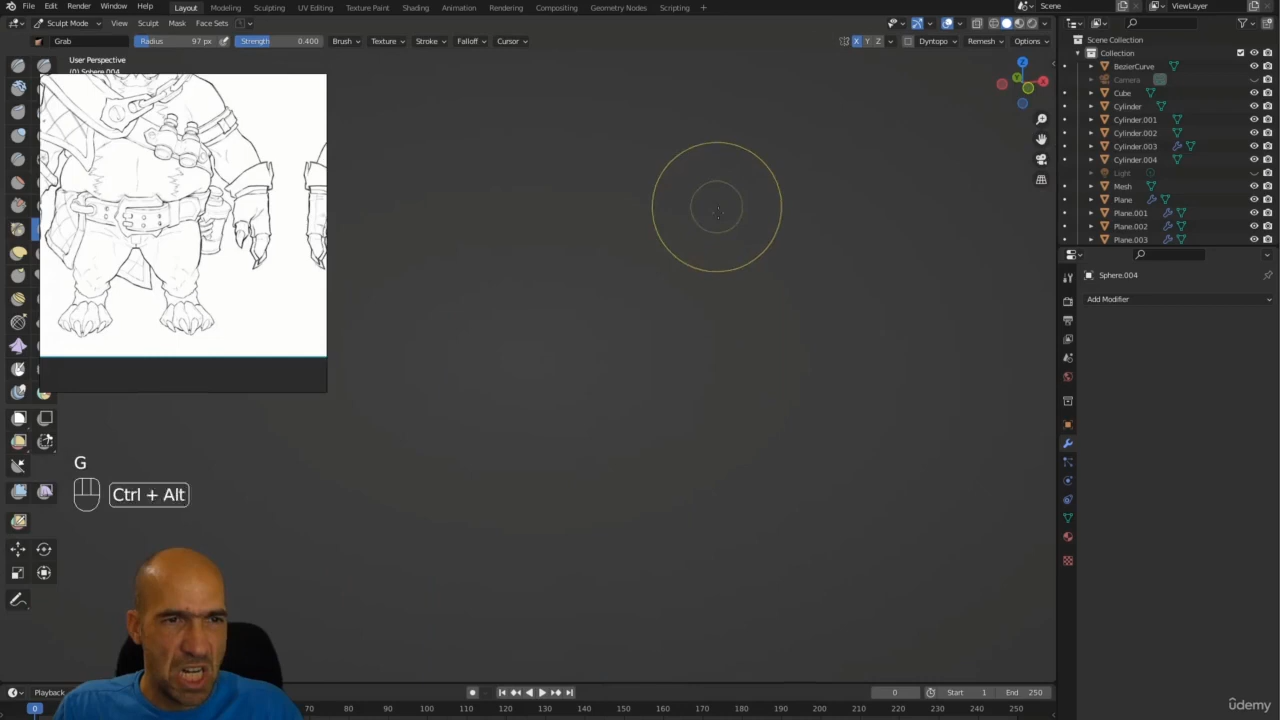 File Edit Render Window Help Layout Modeling Sculpting UV Editing Texture Paint Shading Animation Rendering Compositing Geometry Nodes Scripting Scene ViewLayer
Sculpt Mode View Sculpt Mask Face Sets
Grab Radius 97 px Strength 0.400 Brush Texture Stroke Falloff Cursor X Y Z Dyntopo Remesh Options
Scene Collection
Collection
BezierCurve
Camera
Cube
Cylinder
Cylinder.001
Cylinder.002
Cylinder.003
Cylinder.004
Light
Mesh
Plane
Plane.001
Plane.002
Plane.003
User Perspective
(0) Sphere.004
Z
X
Y
Sphere.004
Add Modifier
G
Ctrl + Alt
Playback 0 Start 1 End 250
0 70 80 90 100 110 120 130 140 150 160 170 180 190 200 210 220 230 240 250
ûdemy